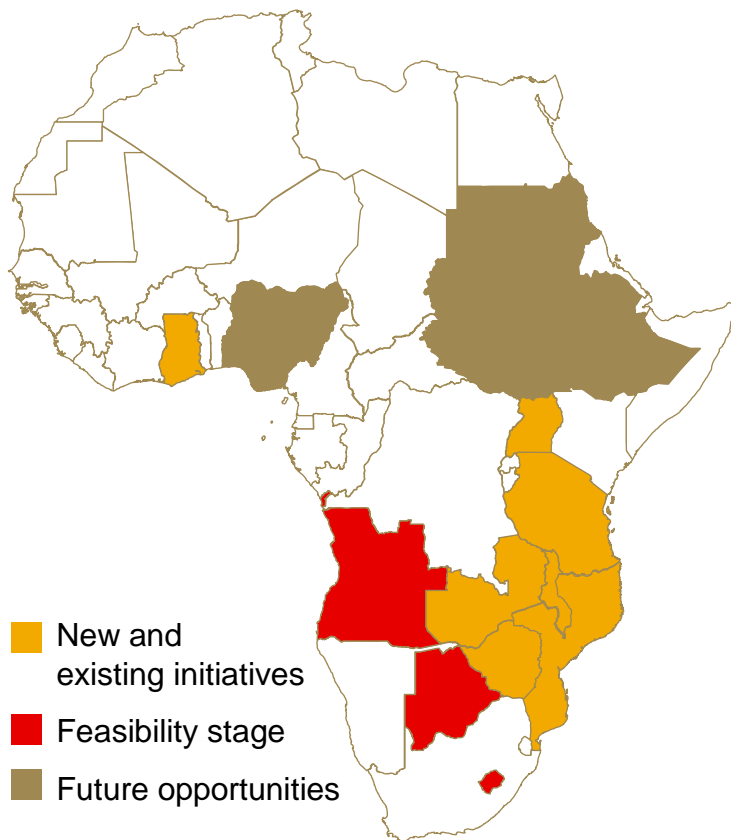 New and
existing initiatives
Feasibility stage
Future opportunities